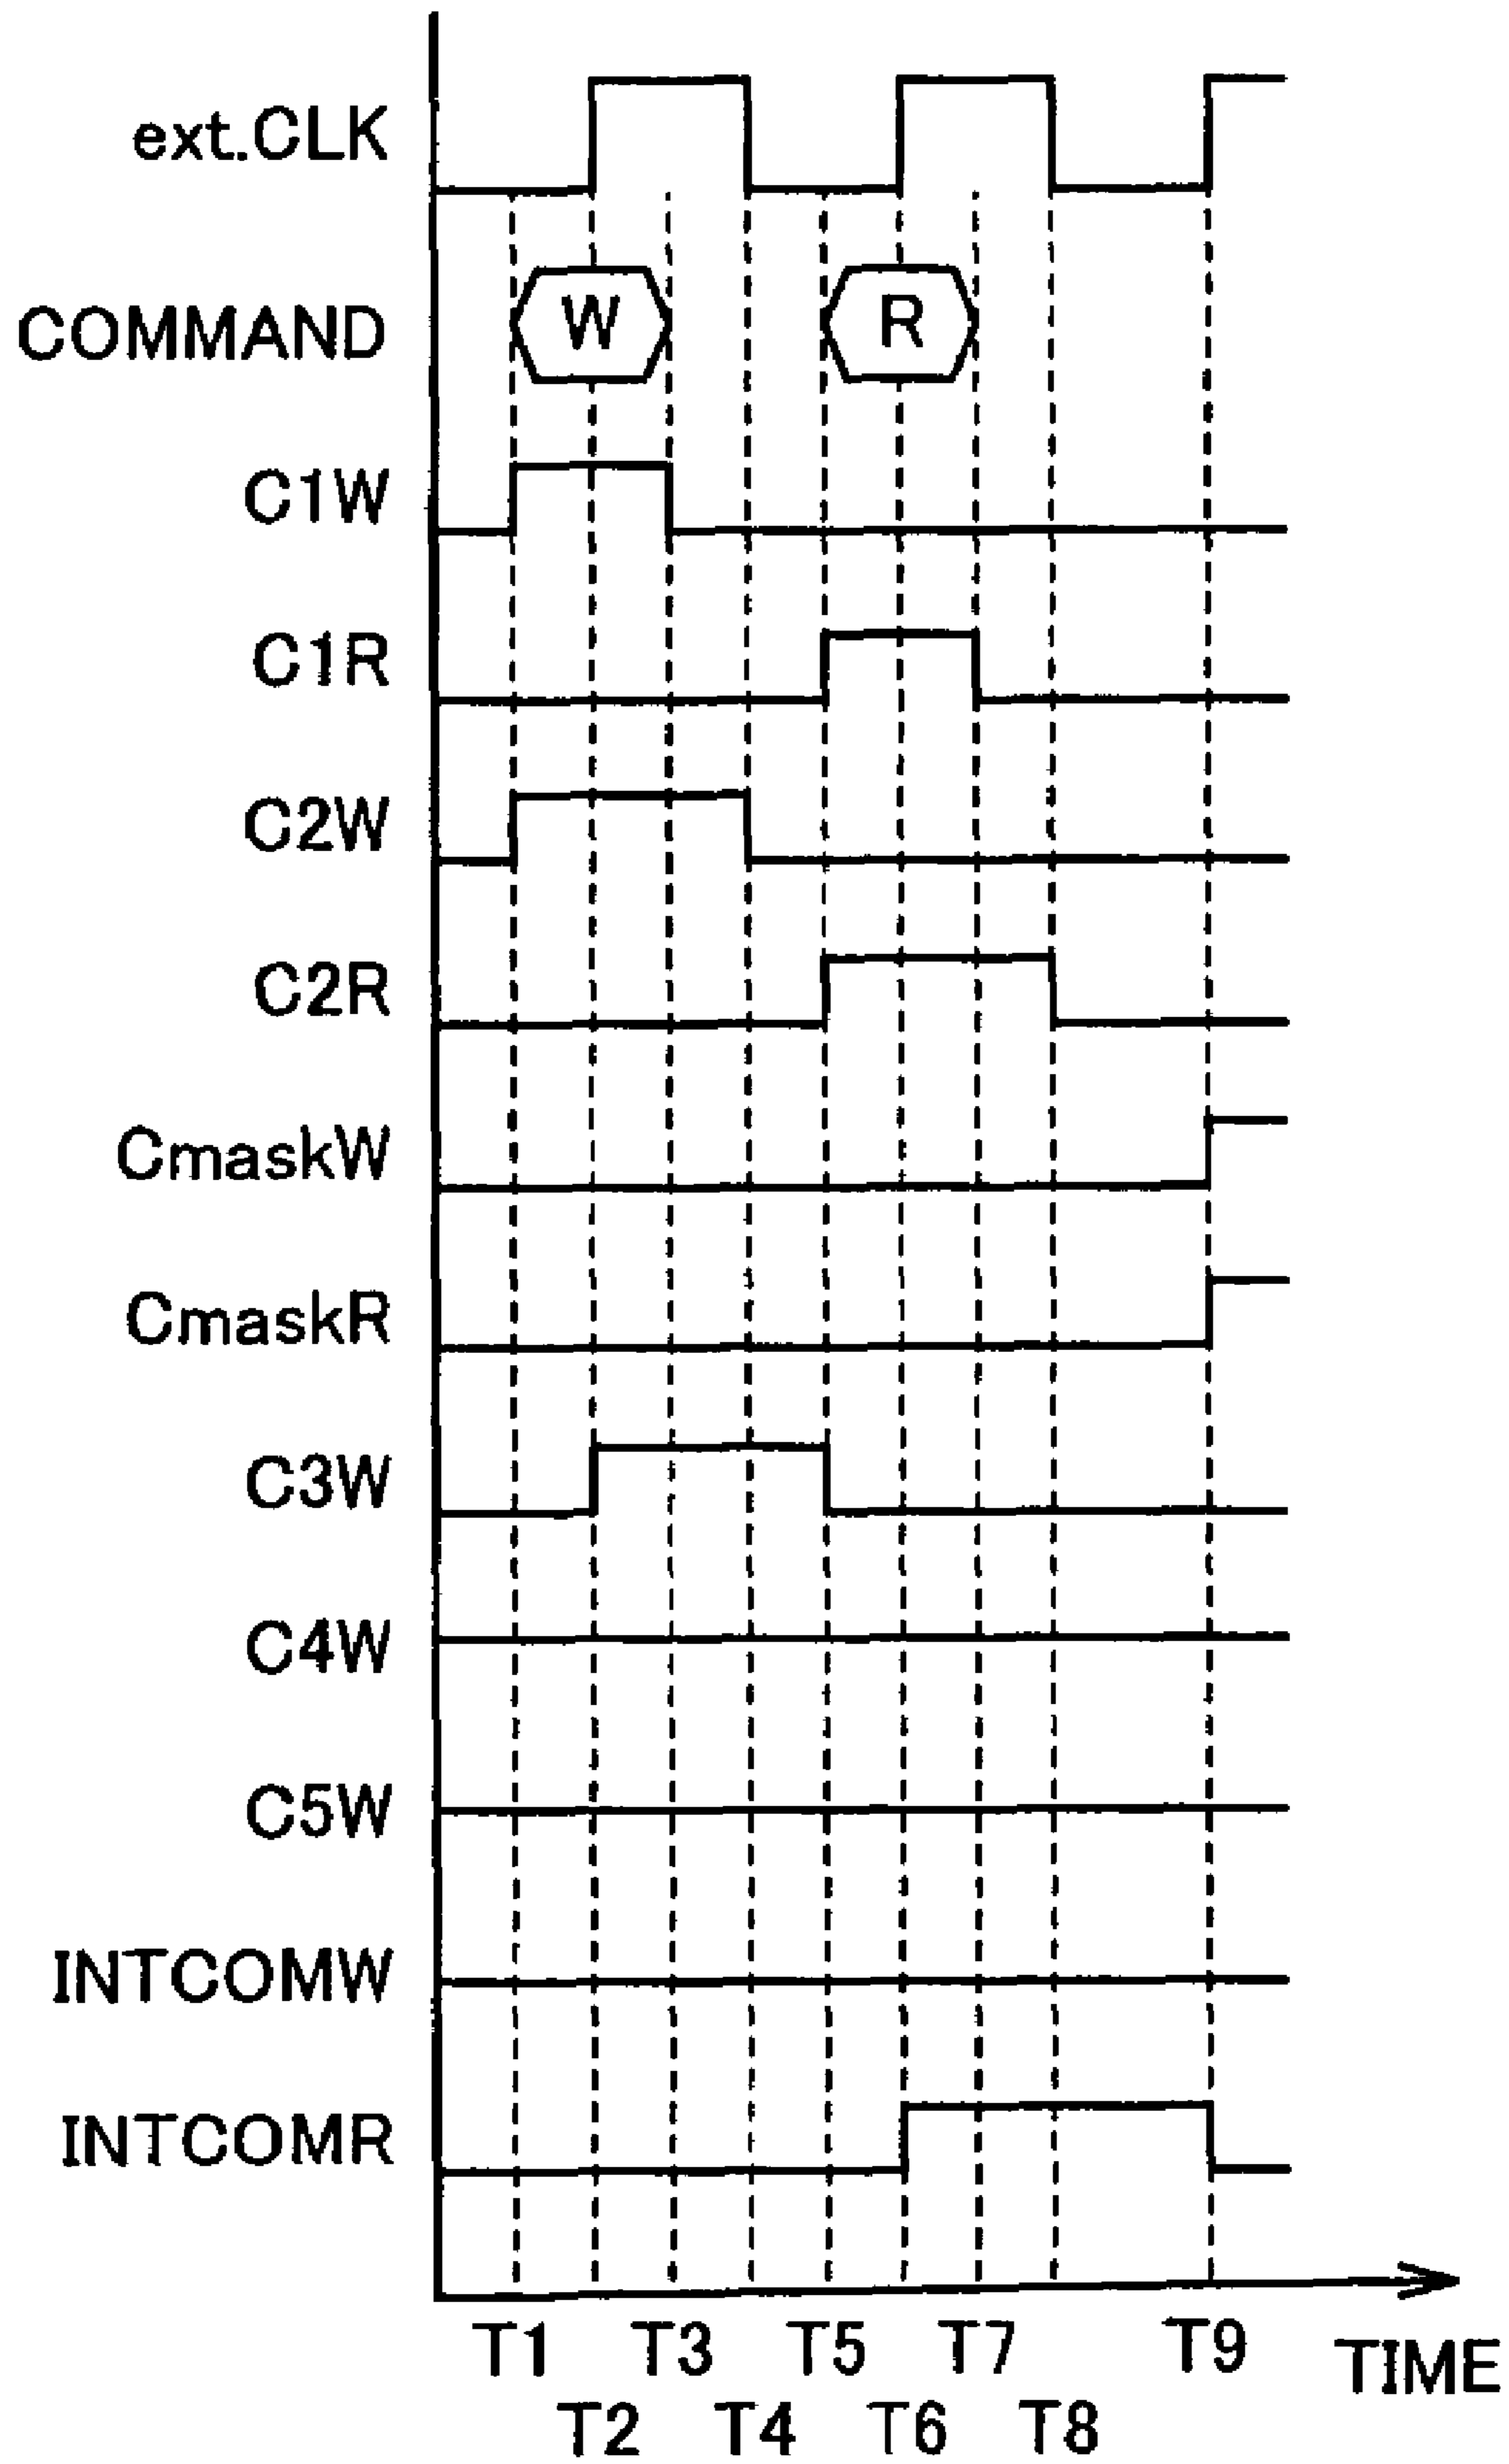 ext.CLK
COMMAND W R
C1W
C1R
C2W
C2R
CmaskW
CmaskR
C3W
C4W
C5W
INTCOMW
INTCOMR
T1 T3 T5 T7 T9 TIME
T2 T4 T6 T8